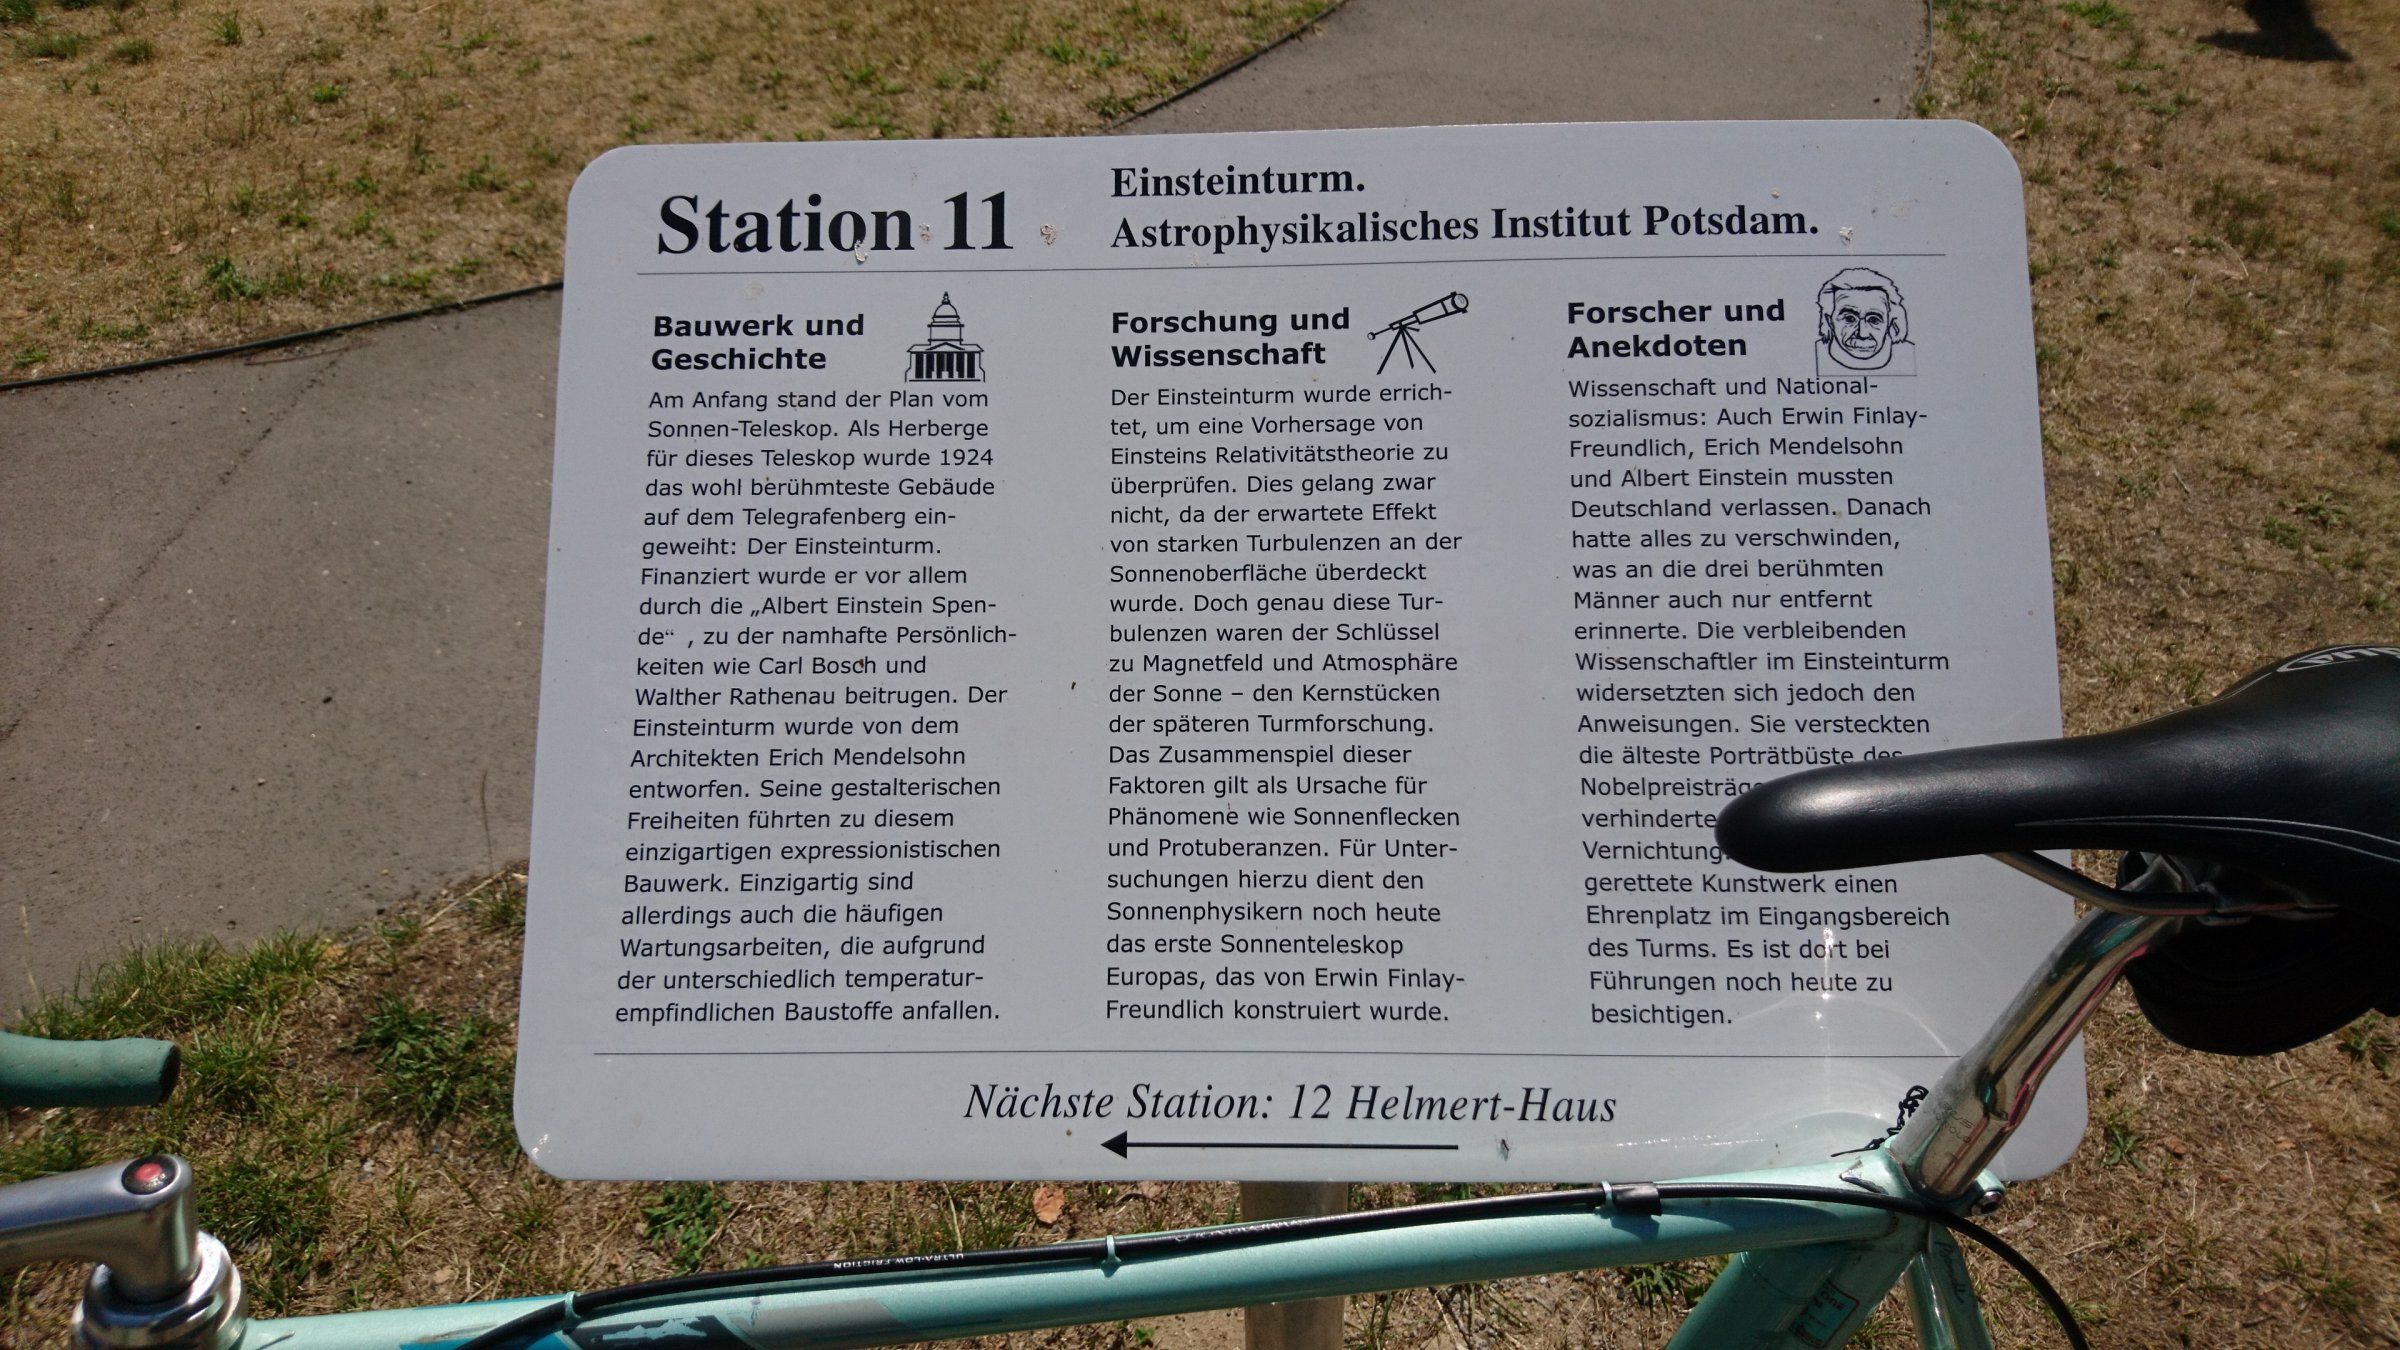 Station 11
Einsteinturm.
Astrophysikalisches Institut Potsdam.
Bauwerk und
Geschichte
Am Anfang stand der Plan vom
Sonnen-Teleskop. Als Herberge
für dieses Teleskop wurde 1924
das wohl berühmteste Gebäude
auf dem Telegrafenberg ein-
geweiht: Der Einsteinturm.
Finanziert wurde er vor allem
durch die „Albert Einstein Spen-
de“ , zu der namhafte Persönlich-
keiten wie Carl Bosch und
Walther Rathenau beitrugen. Der
Einsteinturm wurde von dem
Architekten Erich Mendelsohn
entworfen. Seine gestalterischen
Freiheiten führten zu diesem
einzigartigen expressionistischen
Bauwerk. Einzigartig sind
allerdings auch die häufigen
Wartungsarbeiten, die aufgrund
der unterschiedlich temperatur-
empfindlichen Baustoffe anfallen.
Forschung und
Wissenschaft
Der Einsteinturm wurde errich-
tet, um eine Vorhersage von
Einsteins Relativitätstheorie zu
überprüfen. Dies gelang zwar
nicht, da der erwartete Effekt
von starken Turbulenzen an der
Sonnenoberfläche überdeckt
wurde. Doch genau diese Tur-
bulenzen waren der Schlüssel
zu Magnetfeld und Atmosphäre
der Sonne – den Kernstücken
der späteren Turmforschung.
Das Zusammenspiel dieser
Faktoren gilt als Ursache für
Phänomene wie Sonnenflecken
und Protuberanzen. Für Unter-
suchungen hierzu dient den
Sonnenphysikern noch heute
das erste Sonnenteleskop
Europas, das von Erwin Finlay-
Freundlich konstruiert wurde.
Forscher und
Anekdoten
Wissenschaft und National-
sozialismus: Auch Erwin Finlay-
Freundlich, Erich Mendelsohn
und Albert Einstein mussten
Deutschland verlassen. Danach
hatte alles zu verschwinden,
was an die drei berühmten
Männer auch nur entfernt
erinnerte. Die verbleibenden
Wissenschaftler im Einsteinturm
widersetzten sich jedoch den
Anweisungen. Sie versteckten
die älteste Porträtbüste des
Nobelpreisträge
verhinderte
Vernichtung.
gerettete Kunstwerk einen
Ehrenplatz im Eingangsbereich
des Turms. Es ist dort bei
Führungen noch heute zu
besichtigen.
Nächste Station: 12 Helmert-Haus
ULTRA-LOW FRICTION